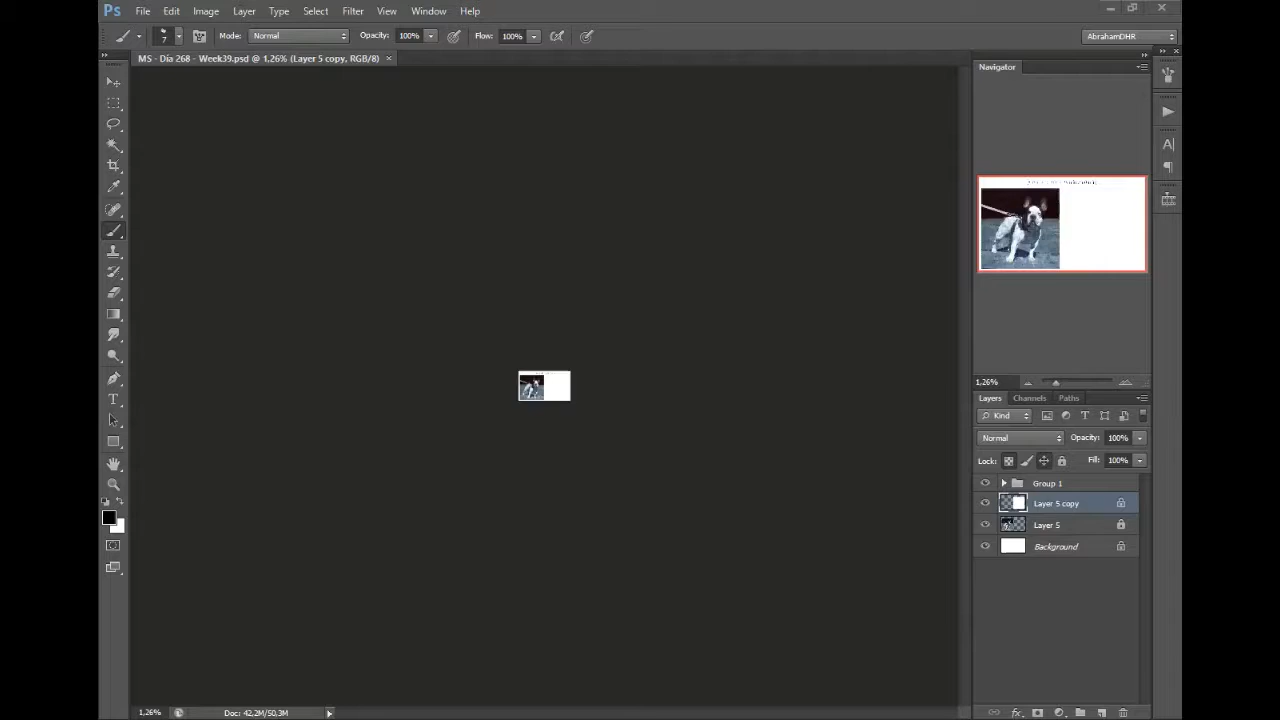 Ps File Edit Image Layer Type Select Filter View Window Help
7 Mode: Normal Opacity: 100% Flow: 100% AbrahamDHR
MS - Día 268 - Week39.psd @ 1,26% (Layer 5 copy, RGB/8) ×
Navigator
1,26%
Layers Channels Paths
Kind T
Normal Opacity: 100%
Lock: Fill: 100%
Group 1
Layer 5 copy
Layer 5
Background
1,26% Doc: 42,2M/50,3M fx